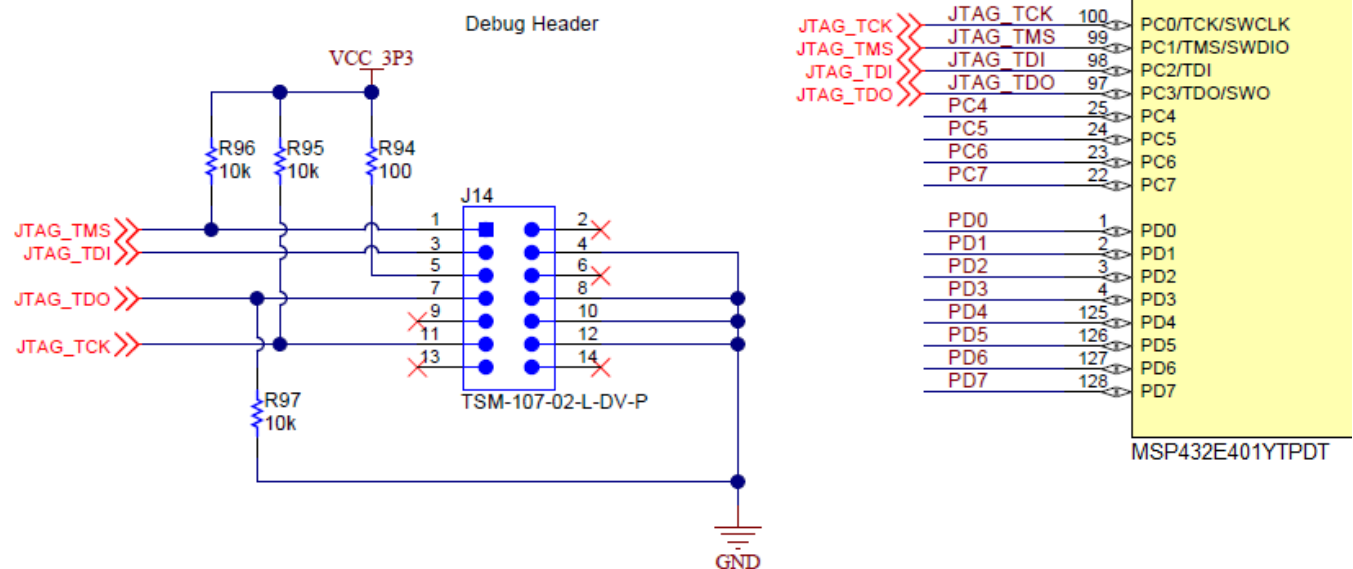 Debug Header
VCC_3P3
R96
10k
R95
10k
R94
100
J14
JTAG_TMS
JTAG_TDI
JTAG_TDO
JTAG_TCK
1
3
5
7
9
11
13
2
4
6
8
10
12
14
TSM-107-02-L-DV-P
R97
10k
GND
JTAG_TCK JTAG_TCK 100 PC0/TCK/SWCLK
JTAG_TMS JTAG_TMS 99 PC1/TMS/SWDIO
JTAG_TDI JTAG_TDI 98 PC2/TDI
JTAG_TDO JTAG_TDO 97 PC3/TDO/SWO
PC4 25 PC4
PC5 24 PC5
PC6 23 PC6
PC7 22 PC7
PD0 1 PD0
PD1 2 PD1
PD2 3 PD2
PD3 4 PD3
PD4 125 PD4
PD5 126 PD5
PD6 127 PD6
PD7 128 PD7
MSP432E401YTPDT